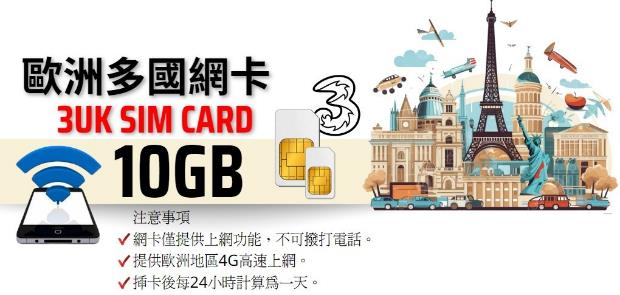 歐洲多國網卡
3UK SIM CARD
3
10GB
注意事項
✓網卡僅提供上網功能，不可撥打電話。
✓提供歐洲地區4G高速上網。
✓插卡後每24小時計算爲一天。